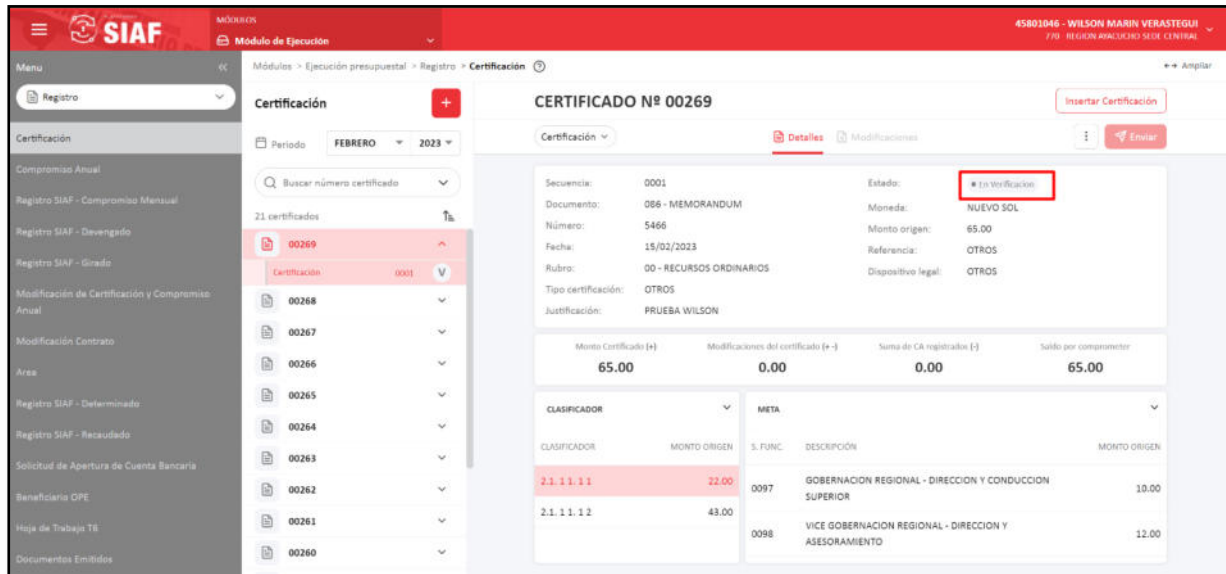 SIAF
MÓDULOS
Módulo de Ejecución
45801046 - WILSON MARIN VERASTEGUI
770 REGION AYACUCHO SEDE CENTRAL
Menu
Registro
Certificación
Compromiso Anual
Registro SIAF - Compromiso Mensual
Registro SIAF - Devengado
Registro SIAF - Girado
Modificación de Certificación y Compromiso
Anual
Modificación Contrato
Area
Registro SIAF - Determinado
Registro SIAF - Recaudado
Solicitud de Apertura de Cuenta Bancaria
Beneficiario OPE
Hoja de Trabajo T6
Documentos Emitidos
Módulos > Ejecución presupuestal > Registro > Certificación ?
Ampliar
Certificación +
Periodo FEBRERO 2023
Buscar número certificado
21 certificados
00269
Certificación 0001 V
00268
00267
00266
00265
00264
00263
00262
00261
00260
CERTIFICADO Nº 00269
Insertar Certificación
Certificación
Detalles
Modificaciones
Enviar
Secuencia: 0001
Documento: 086 - MEMORANDUM
Número: 5466
Fecha: 15/02/2023
Rubro: 00 - RECURSOS ORDINARIOS
Tipo certificación: OTROS
Justificación: PRUEBA WILSON
Estado: En Verificacion
Moneda: NUEVO SOL
Monto origen: 65.00
Referencia: OTROS
Dispositivo legal: OTROS
Monto Certificado (+) Modificaciones del certificado (+ -) Suma de CA registrados (-) Saldo por comprometer
65.00 0.00 0.00 65.00
CLASIFICADOR
CLASIFICADOR MONTO ORIGEN
2.1. 1 1. 1 1 22.00
2.1. 1 1. 1 2 43.00
META
S. FUNC. DESCRIPCIÓN MONTO ORIGEN
0097 GOBERNACION REGIONAL - DIRECCION Y CONDUCCION
SUPERIOR 10.00
0098 VICE GOBERNACION REGIONAL - DIRECCION Y
ASESORAMIENTO 12.00